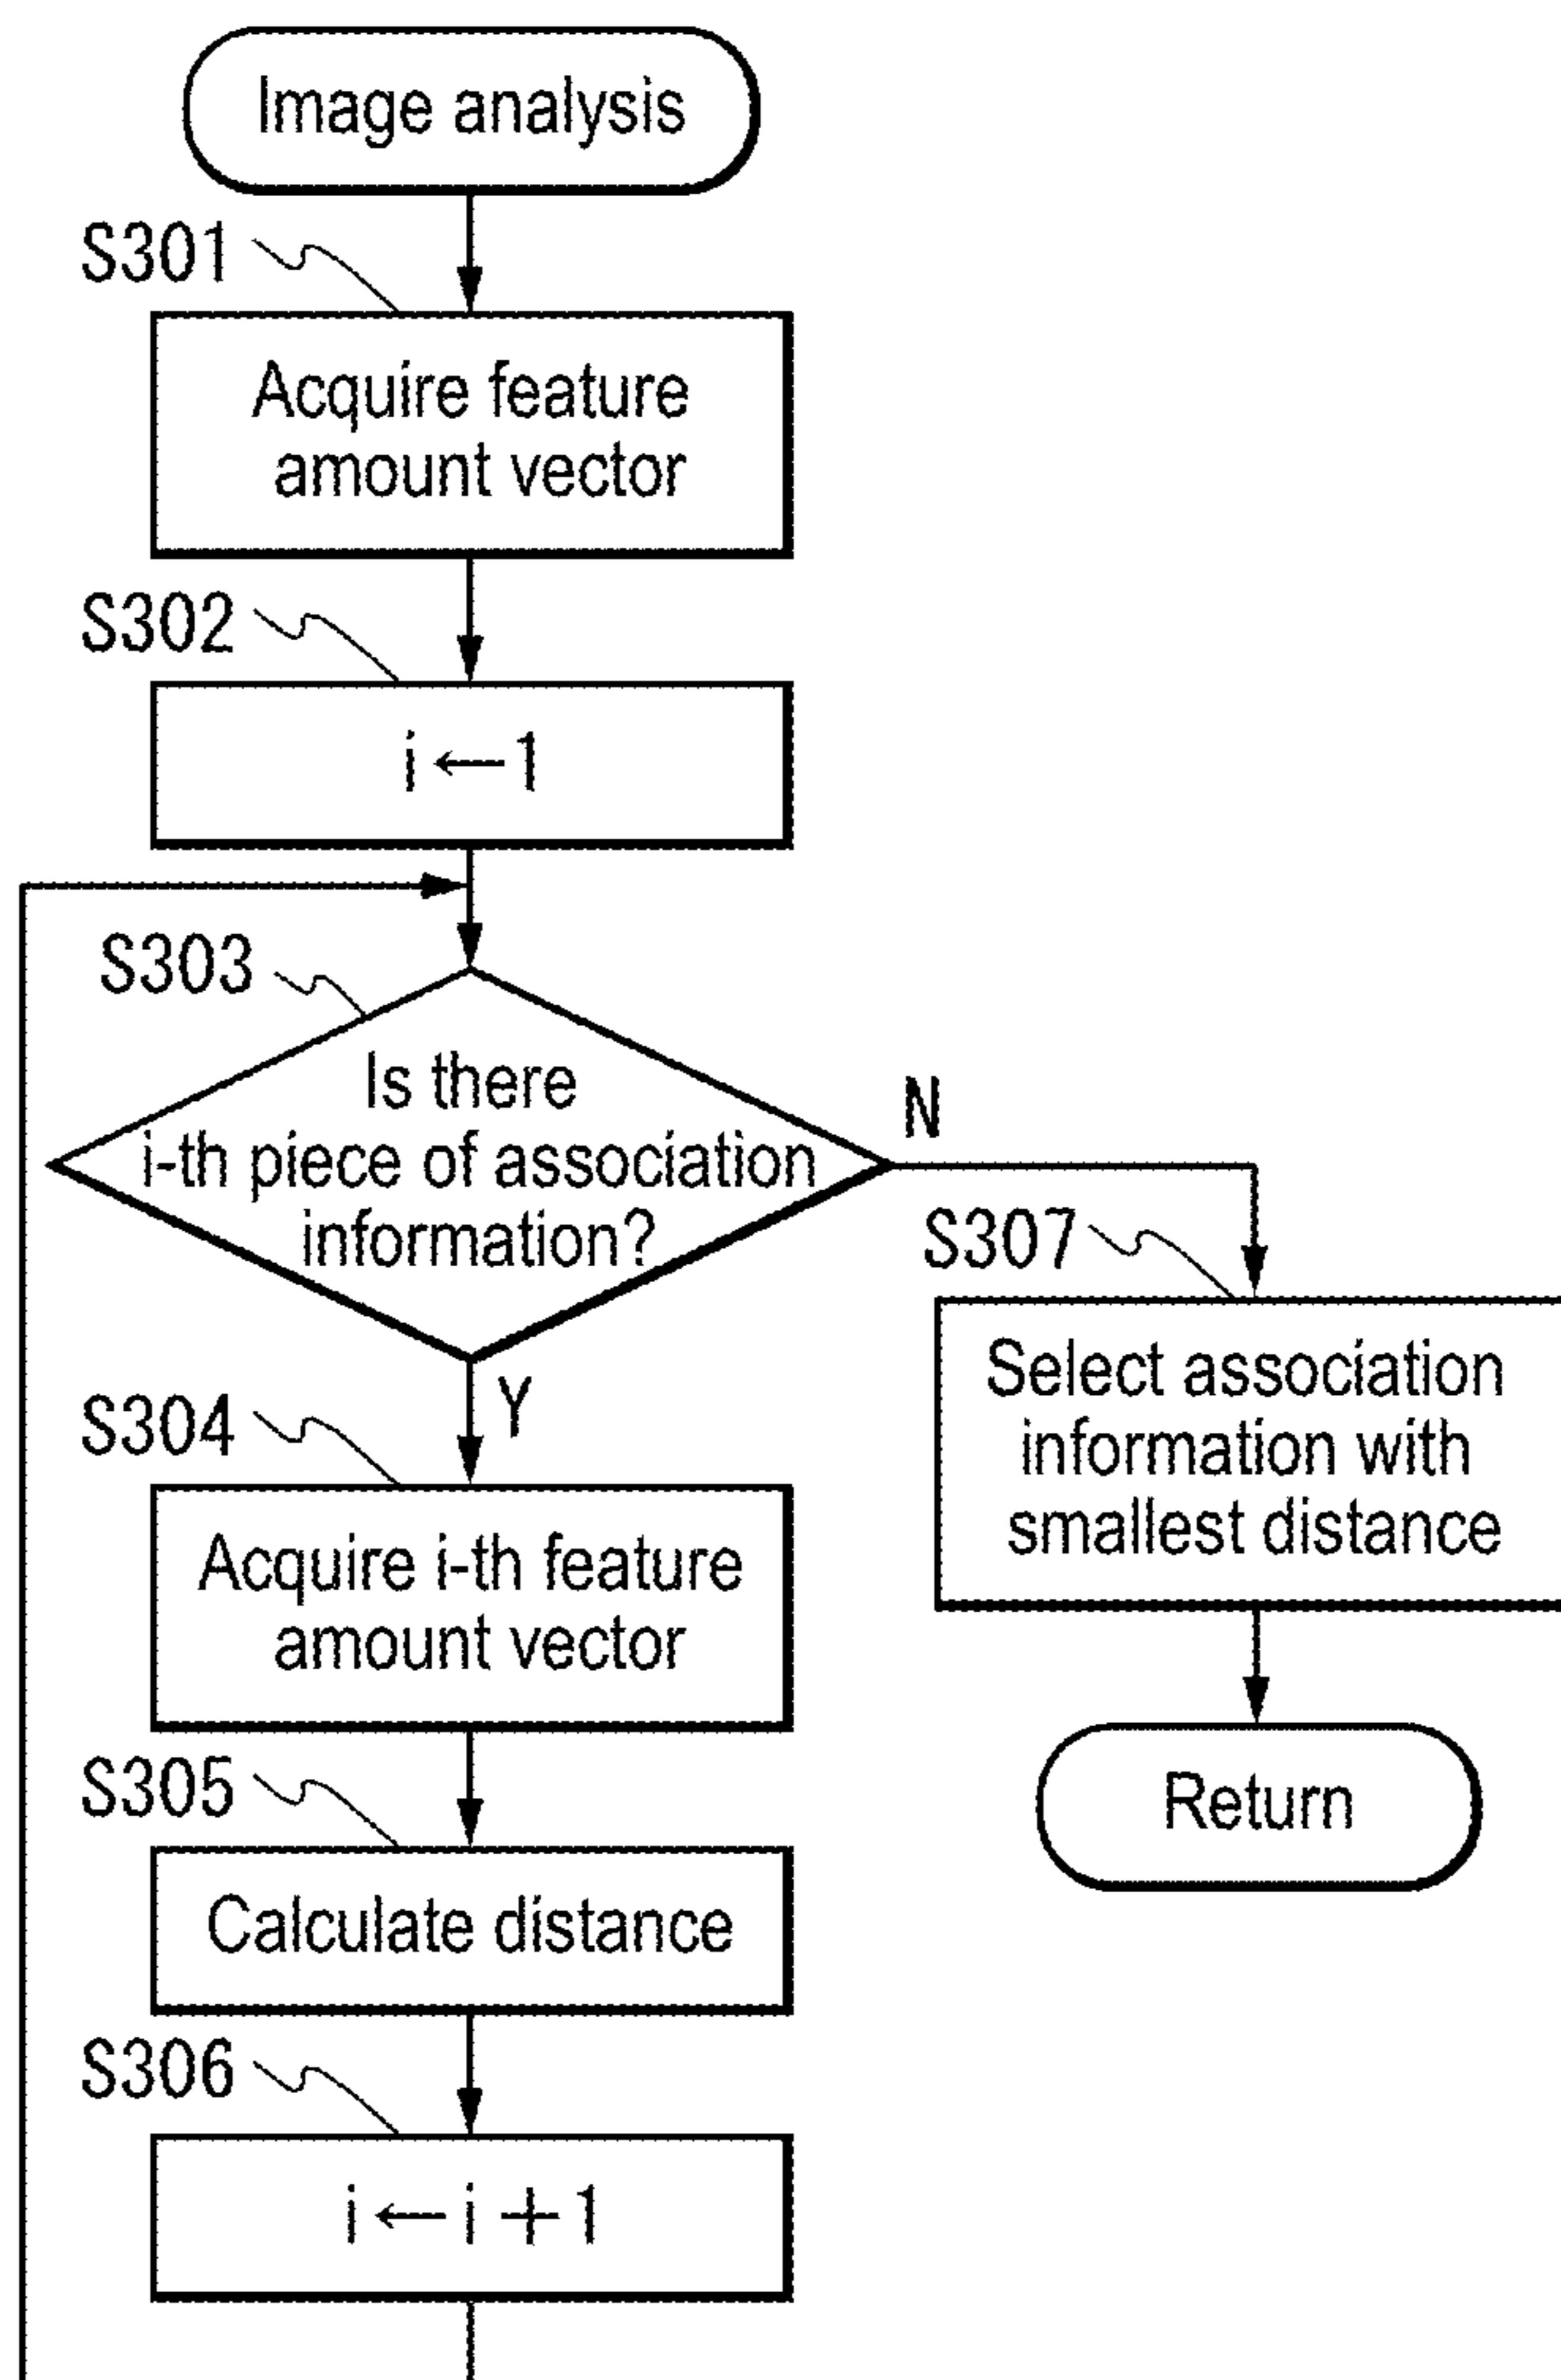 Image analysis
S301
Acquire feature
amount vector
S302
i←1
S303
Is there
i-th piece of association
information?
N
Y
S307
Select association
information with
smallest distance
Return
S304
Acquire i-th feature
amount vector
S305
Calculate distance
S306
i←i+1